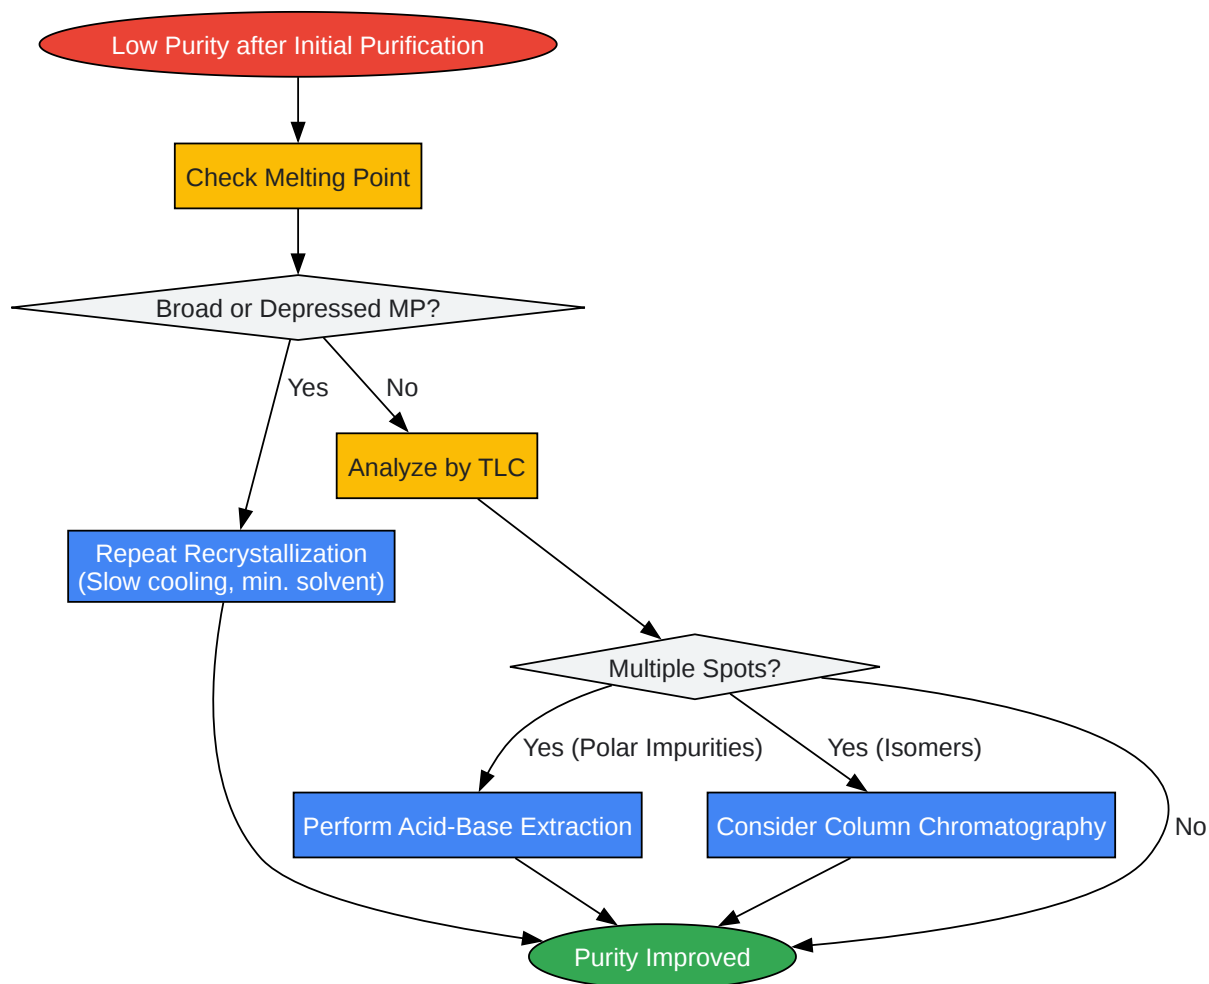 Low Purity after Initial Purification
Check Melting Point
Broad or Depressed MP?
Yes
No
Analyze by TLC
Repeat Recrystallization
(Slow cooling, min. solvent)
Multiple Spots?
Yes (Polar Impurities)
Yes (Isomers)
Perform Acid-Base Extraction
Consider Column Chromatography
No
Purity Improved